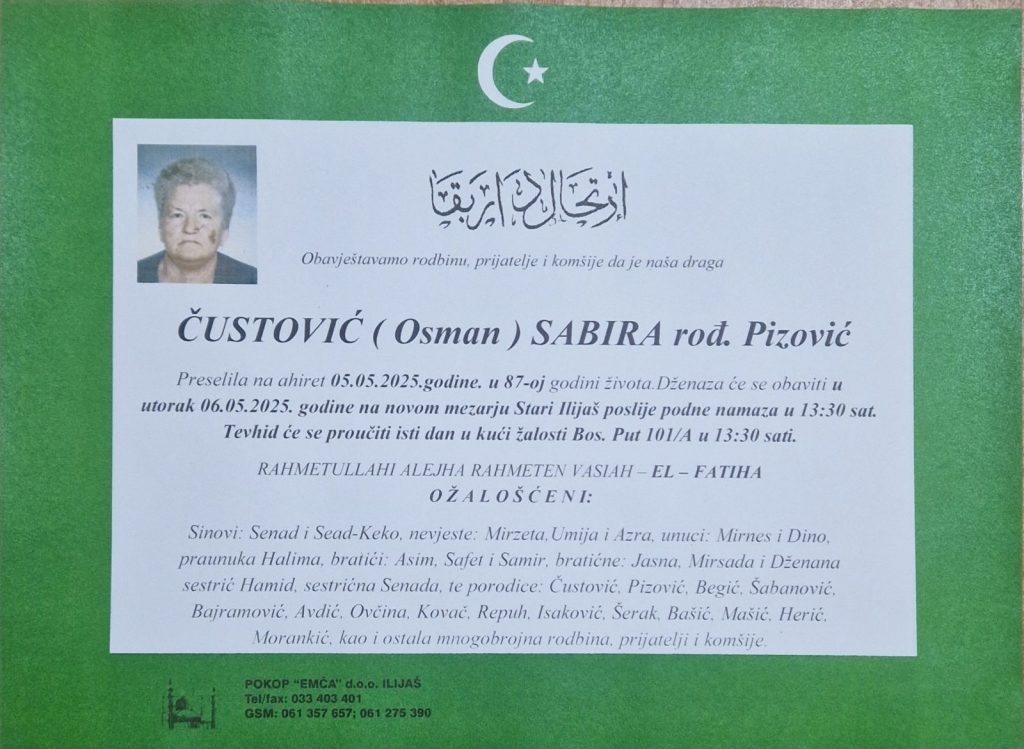 إرتحال دار بقا
Obavještavamo rodbinu, prijatelje i komšije da je naša draga
ČUSTOVIĆ ( Osman ) SABIRA rođ. Pizović
Preselila na ahiret 05.05.2025.godine. u 87-oj godini života.Dženaza će se obaviti u
utorak 06.05.2025. godine na novom mezarju Stari Ilijaš poslije podne namaza u 13:30 sat.
Tevhid će se proučiti isti dan u kući žalosti Bos. Put 101/A u 13:30 sati.
RAHMETULLAHI ALEJHA RAHMETEN VASIAH – EL – FATIHA
O Ž A L O Š Ć E N I:
Sinovi: Senad i Sead-Keko, nevjeste: Mirzeta,Umija i Azra, unuci: Mirnes i Dino,
praunuka Halima, bratići: Asim, Safet i Samir, bratične: Jasna, Mirsada i Dženana
sestrić Hamid, sestrična Senada, te porodice: Čustović, Pizović, Begić, Šabanović,
Bajramović, Avdić, Ovčina, Kovač, Repuh, Isaković, Šerak, Bašić, Mašić, Herić,
Morankić, kao i ostala mnogobrojna rodbina, prijatelji i komšije.
POKOP "EMĆA" d.o.o. ILIJAŠ
Tel/fax: 033 403 401
GSM: 061 357 657; 061 275 390